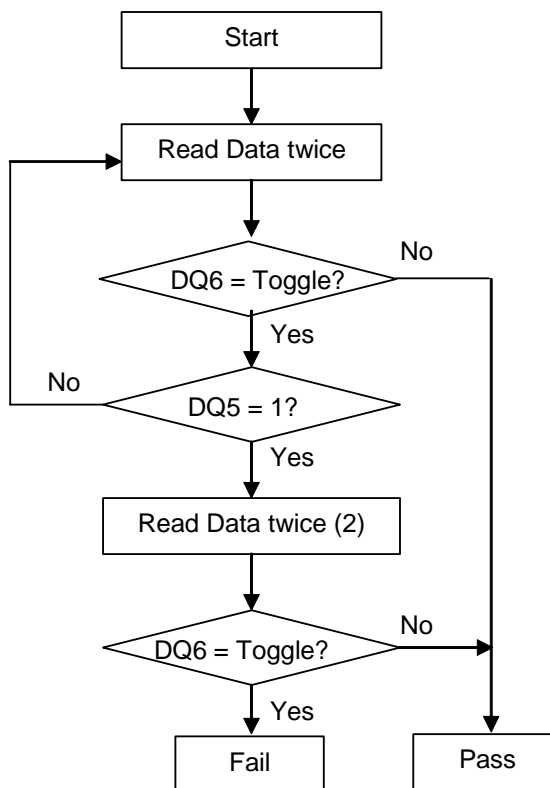 Start
Read Data twice
No
DQ6 = Toggle?
Yes
No
DQ5 = 1?
Yes
Read Data twice (2)
No
DQ6 = Toggle?
Yes
Fail
Pass